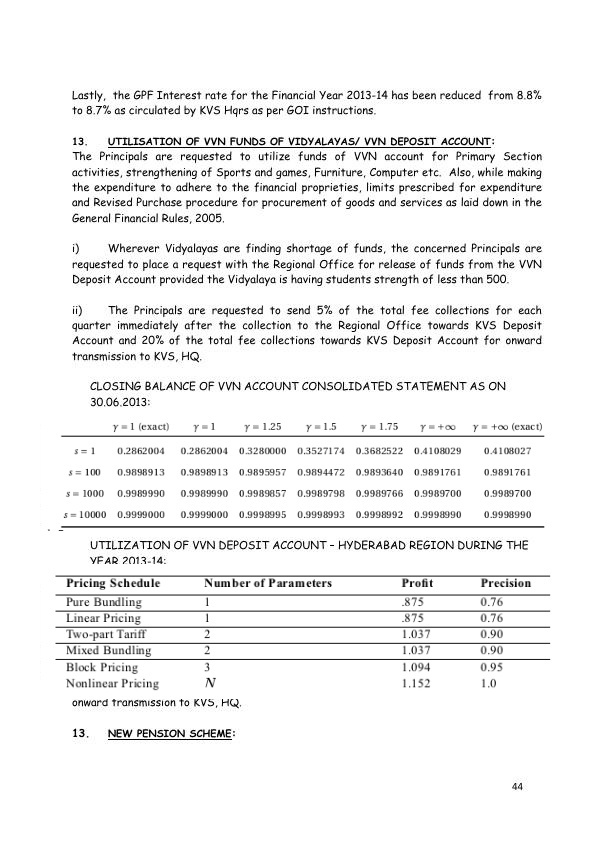 Lastly, the GPF Interest rate for the Financial Year 2013-14 has been reduced from 8.8%
to 8.7% as circulated by KVS Hqrs as per GOI instructions.
13. UTILISATION OF VVN FUNDS OF VIDYALAYAS/ VVN DEPOSIT ACCOUNT:
The Principals are requested to utilize funds of VVN account for Primary Section
activities, strengthening of Sports and games, Furniture, Computer etc. Also, while making
the expenditure to adhere to the financial proprieties, limits prescribed for expenditure
and Revised Purchase procedure for procurement of goods and services as laid down in the
General Financial Rules, 2005.
i) Wherever Vidyalayas are finding shortage of funds, the concerned Principals are
requested to place a request with the Regional Office for release of funds from the VVN
Deposit Account provided the Vidyalaya is having students strength of less than 500.
ii) The Principals are requested to send 5% of the total fee collections for each
quarter immediately after the collection to the Regional Office towards KVS Deposit
Account and 20% of the total fee collections towards KVS Deposit Account for onward
transmission to KVS, HQ.
CLOSING BALANCE OF VVN ACCOUNT CONSOLIDATED STATEMENT AS ON
30.06.2013:
γ = 1 (exact) γ = 1 γ = 1.25 γ = 1.5 γ = 1.75 γ = +∞ γ = +∞ (exact)
s = 1 0.2862004 0.2862004 0.3280000 0.3527174 0.3682522 0.4108029 0.4108027
s = 100 0.9898913 0.9898913 0.9895957 0.9894472 0.9893640 0.9891761 0.9891761
s = 1000 0.9989990 0.9989990 0.9989857 0.9989798 0.9989766 0.9989700 0.9989700
s = 10000 0.9999000 0.9999000 0.9998995 0.9998993 0.9998992 0.9998990 0.9998990
UTILIZATION OF VVN DEPOSIT ACCOUNT – HYDERABAD REGION DURING THE
YEAR 2013-14:
Pricing Schedule Number of Parameters Profit Precision
Pure Bundling 1 .875 0.76
Linear Pricing 1 .875 0.76
Two-part Tariff 2 1.037 0.90
Mixed Bundling 2 1.037 0.90
Block Pricing 3 1.094 0.95
Nonlinear Pricing N 1.152 1.0
onward transmission to KVS, HQ.
13. NEW PENSION SCHEME:
44